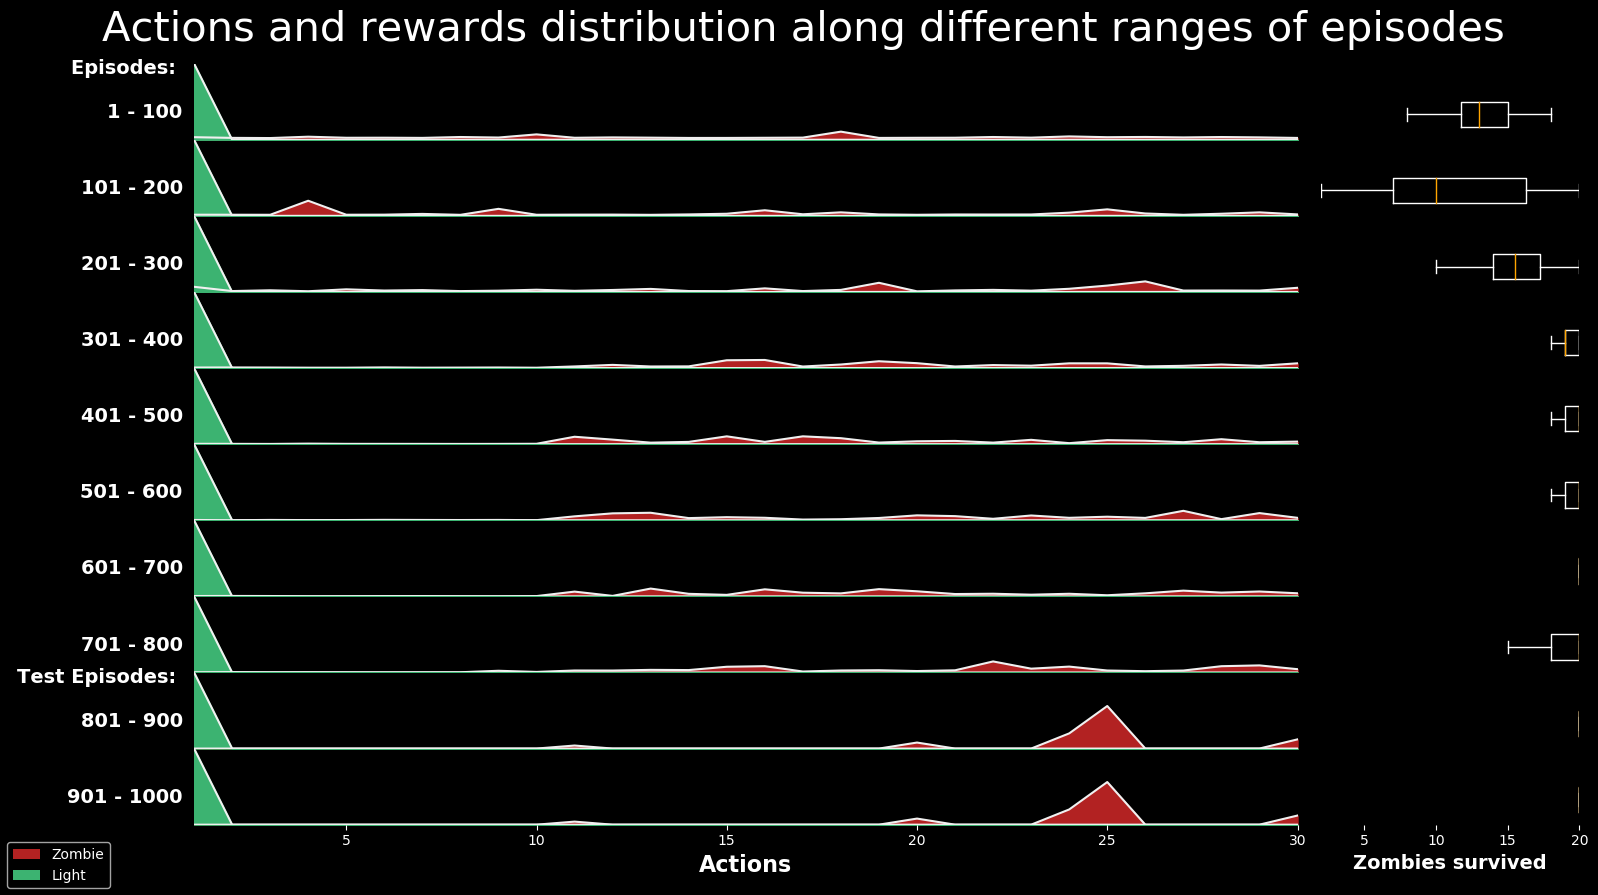 Actions and rewards distribution along different ranges of episodes
Episodes:
1 - 100
101 - 200
201 - 300
301 - 400
401 - 500
501 - 600
601 - 700
701 - 800
Test Episodes:
801 - 900
901 - 1000
5 10 15 20 25 30
Actions
5 10 15 20
Zombies survived
Zombie
Light